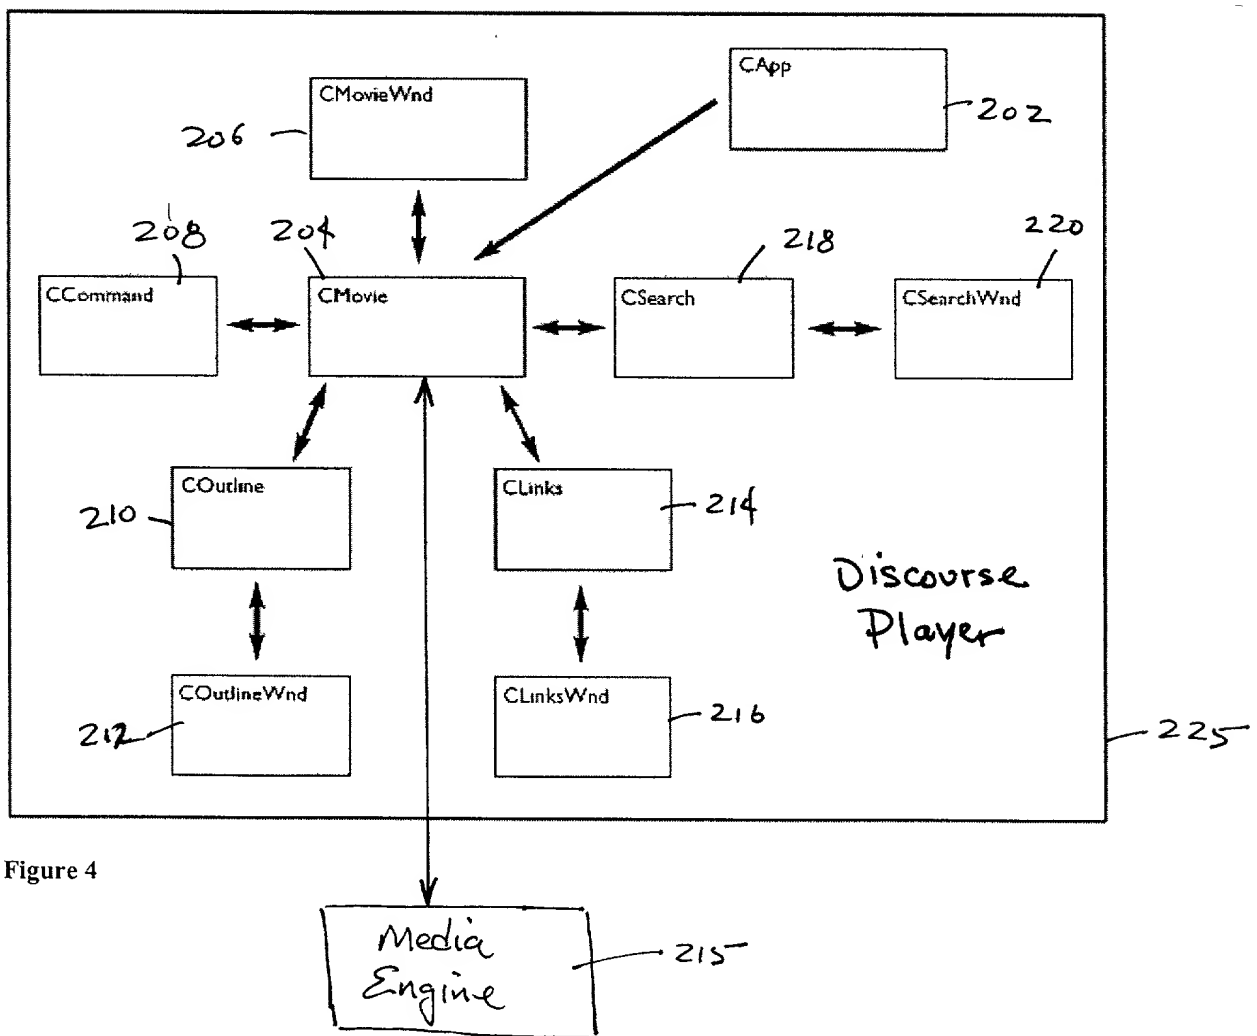 CApp
202
CMovieWnd
206
208
204
218
220
CCommand
CMovie
CSearch
CSearchWnd
COutline
210
CLinks
214
Discourse
Player
COutlineWnd
212
CLinksWnd
216
225
Figure 4
Media
Engine
215